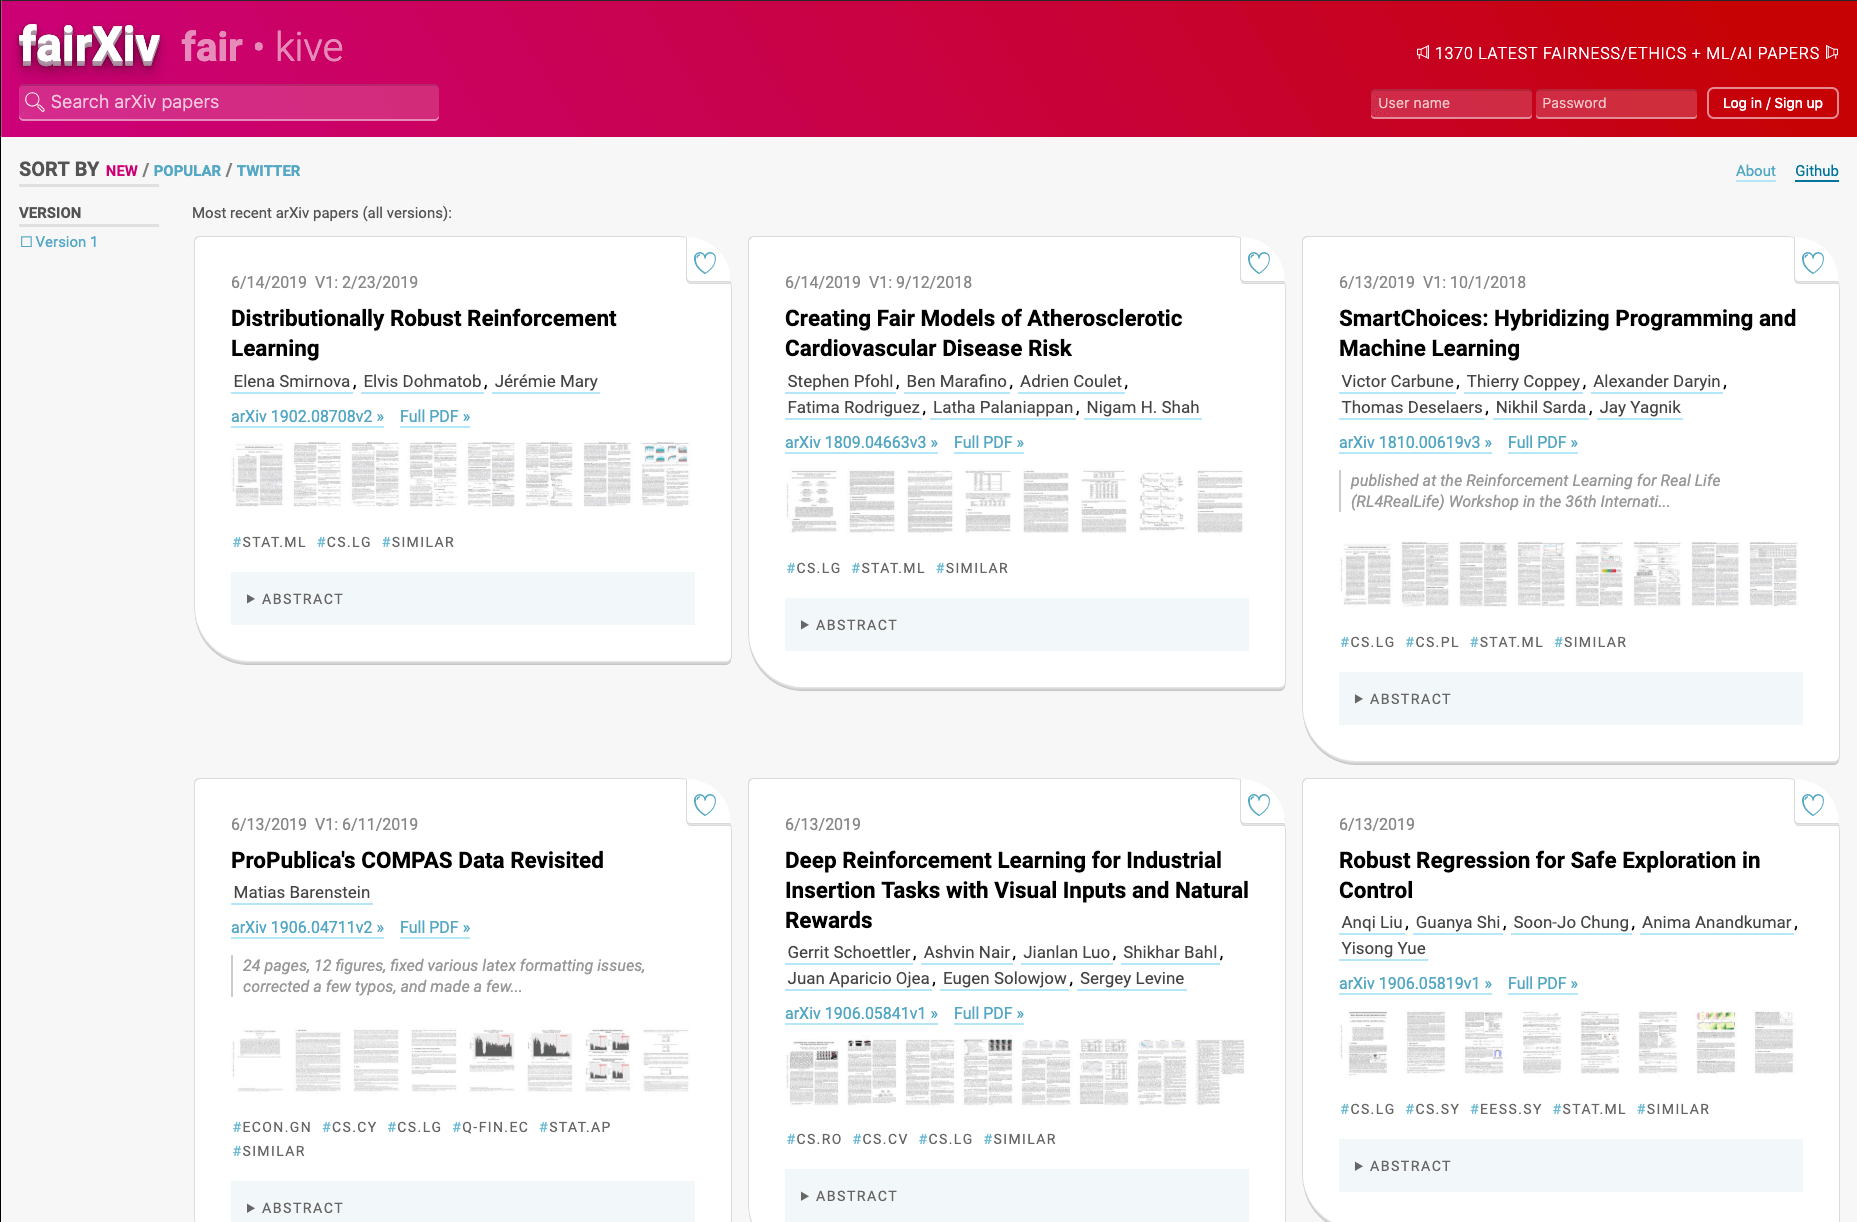 fairXiv fair • kive
1370 LATEST FAIRNESS/ETHICS + ML/AI PAPERS
Search arXiv papers
User name Password Log in / Sign up
SORT BY NEW / POPULAR / TWITTER
About Github
VERSION
Version 1
Most recent arXiv papers (all versions):
6/14/2019 V1: 2/23/2019
Distributionally Robust Reinforcement
Learning
Elena Smirnova, Elvis Dohmatob, Jérémie Mary
arXiv 1902.08708v2 » Full PDF »
#STAT.ML #CS.LG #SIMILAR
ABSTRACT
6/14/2019 V1: 9/12/2018
Creating Fair Models of Atherosclerotic
Cardiovascular Disease Risk
Stephen Pfohl, Ben Marafino, Adrien Coulet,
Fatima Rodriguez, Latha Palaniappan, Nigam H. Shah
arXiv 1809.04663v3 » Full PDF »
#CS.LG #STAT.ML #SIMILAR
ABSTRACT
6/13/2019 V1: 10/1/2018
SmartChoices: Hybridizing Programming and
Machine Learning
Victor Carbune, Thierry Coppey, Alexander Daryin,
Thomas Deselaers, Nikhil Sarda, Jay Yagnik
arXiv 1810.00619v3 » Full PDF »
published at the Reinforcement Learning for Real Life
(RL4RealLife) Workshop in the 36th Internati...
#CS.LG #CS.PL #STAT.ML #SIMILAR
ABSTRACT
6/13/2019 V1: 6/11/2019
ProPublica's COMPAS Data Revisited
Matias Barenstein
arXiv 1906.04711v2 » Full PDF »
24 pages, 12 figures, fixed various latex formatting issues,
corrected a few typos, and made a few...
#ECON.GN #CS.CY #CS.LG #Q-FIN.EC #STAT.AP
#SIMILAR
ABSTRACT
6/13/2019
Deep Reinforcement Learning for Industrial
Insertion Tasks with Visual Inputs and Natural
Rewards
Gerrit Schoettler, Ashvin Nair, Jianlan Luo, Shikhar Bahl,
Juan Aparicio Ojea, Eugen Solowjow, Sergey Levine
arXiv 1906.05841v1 » Full PDF »
#CS.RO #CS.CV #CS.LG #SIMILAR
ABSTRACT
6/13/2019
Robust Regression for Safe Exploration in
Control
Anqi Liu, Guanya Shi, Soon-Jo Chung, Anima Anandkumar,
Yisong Yue
arXiv 1906.05819v1 » Full PDF »
#CS.LG #CS.SY #EESS.SY #STAT.ML #SIMILAR
ABSTRACT